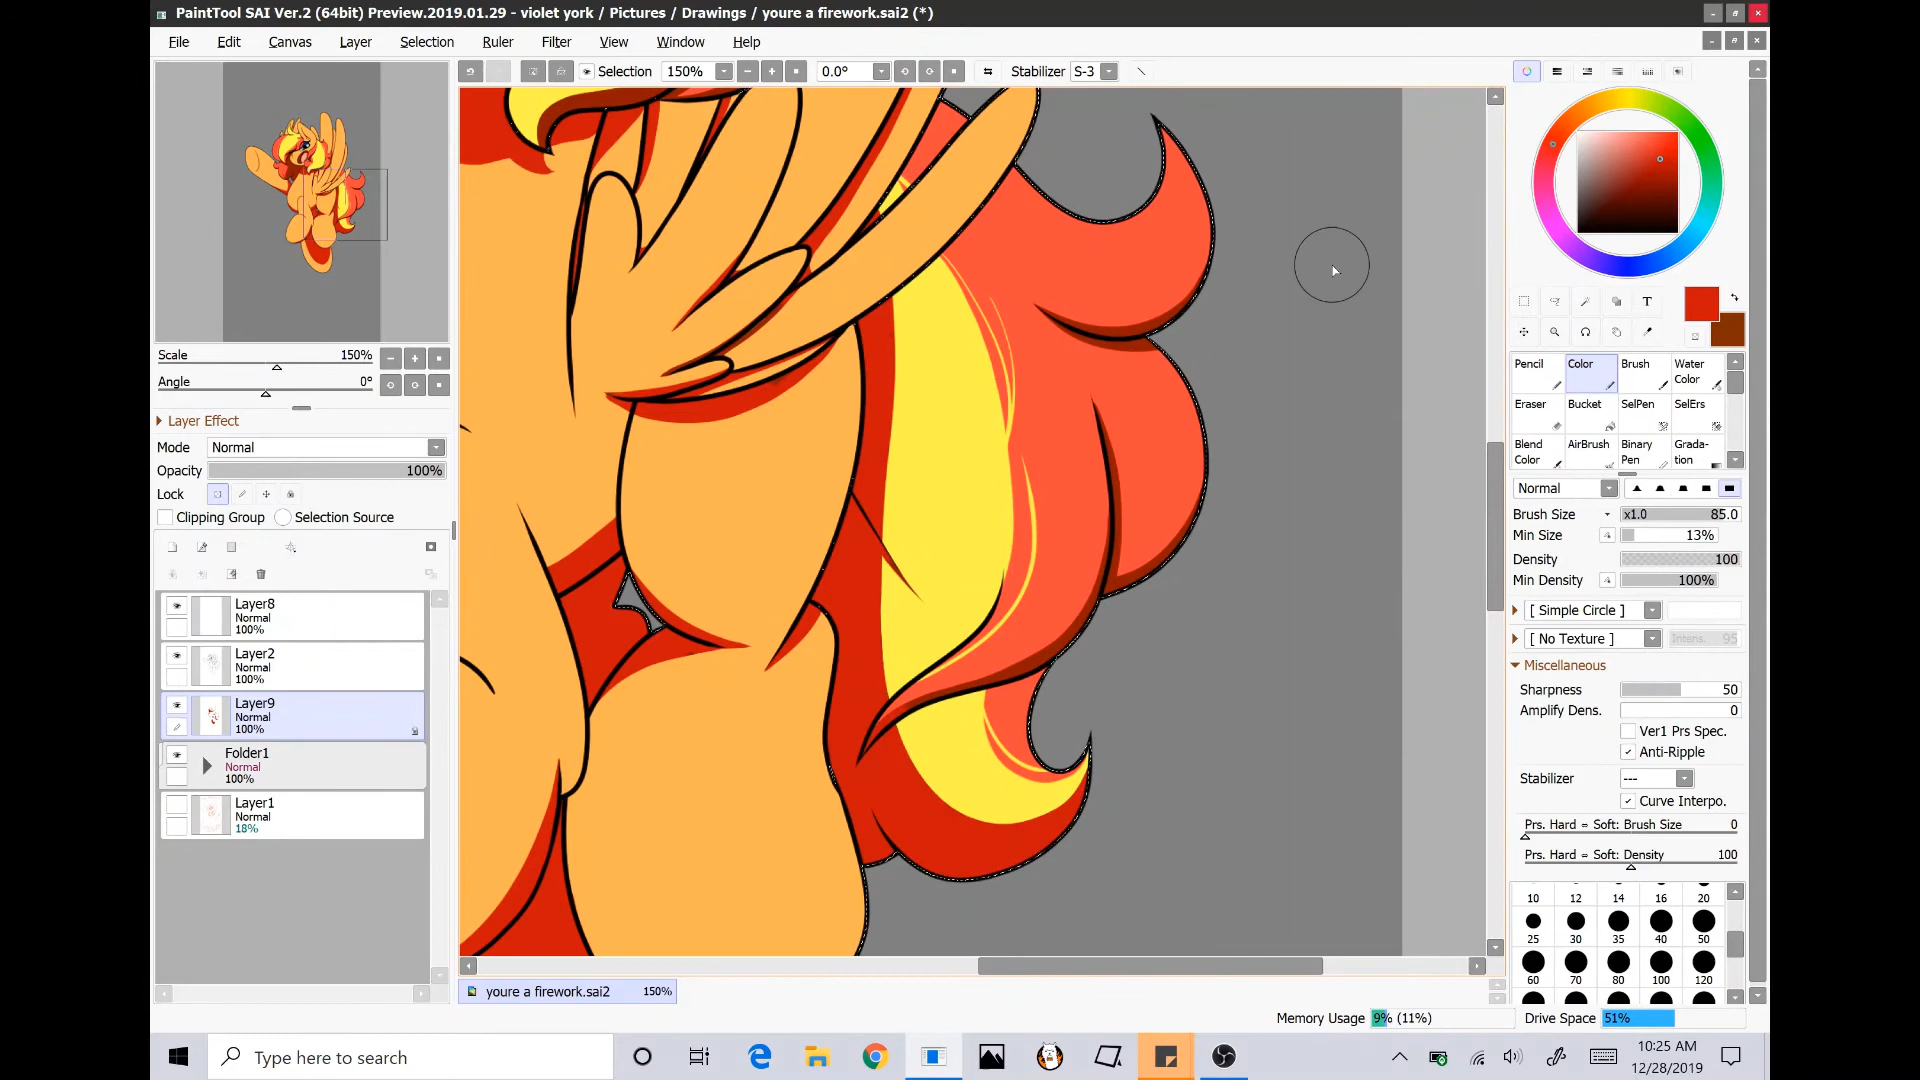 PaintTool SAI Ver.2 (64bit) Preview.2019.01.29 - violet york / Pictures / Drawings / youre a firework.sai2 (*)
File Edit Canvas Layer Selection Ruler Filter View Window Help
Selection 150% 0.0° Stabilizer S-3
Scale 150%
Angle 0°
Layer Effect
Mode Normal
Opacity 100%
Lock
Clipping Group Selection Source
Layer8
Normal
100%
Layer2
Normal
100%
Layer9
Normal
100%
Folder1
Normal
100%
Layer1
Normal
18%
T
Pencil Color Brush Water Color
Eraser Bucket SelPen SelErs
Blend Color AirBrush Binary Pen Grada-tion
Normal
Brush Size x1.0 85.0
Min Size 13%
Density 100
Min Density 100%
[ Simple Circle ]
[ No Texture ] Intens. 95
Miscellaneous
Sharpness 50
Amplify Dens. 0
Ver1 Prs Spec.
Anti-Ripple
Stabilizer ---
Curve Interpo.
Prs. Hard = Soft: Brush Size 0
Prs. Hard = Soft: Density 100
10 12 14 16 20
25 30 35 40 50
60 70 80 100 120
youre a firework.sai2 150%
Memory Usage 9% (11%) Drive Space 51%
Type here to search
10:25 AM
12/28/2019